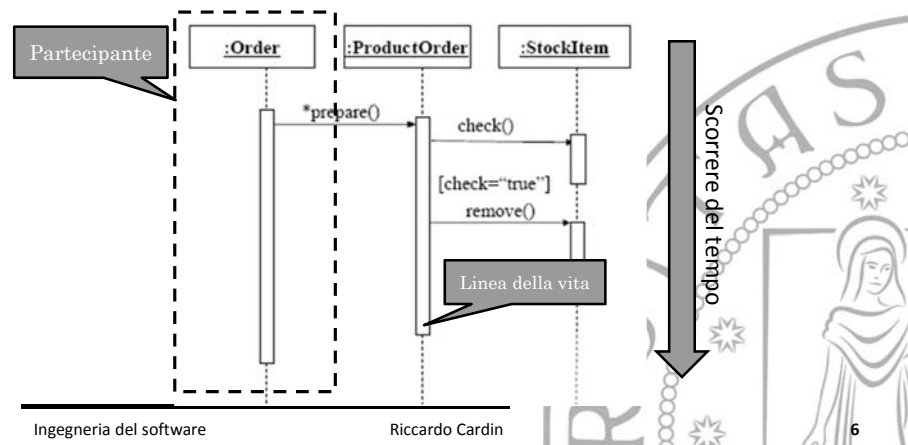 Partecipante
:Order
:ProductOrder
:StockItem
*prepare()
check()
[check="true"]
remove()
Linea della vita
Scorrere del tempo
AS
R
Ingegneria del software
Riccardo Cardin
6